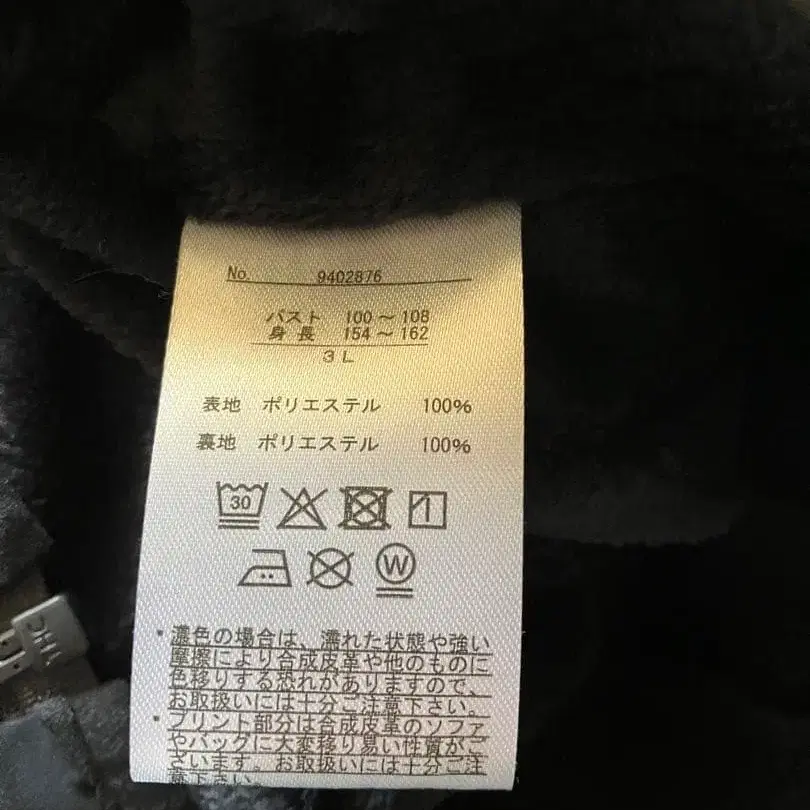 No. 9402876
バスト 100～108
身長 154～162
3L
表地 ポリエステル 100%
裏地 ポリエステル 100%
30
W
・濃色の場合は、濡れた状態や強い
摩擦により合成皮革や他のものに
色移りする恐れがありますので、
お取扱いには十分ご注意下さい。
・プリント部分は合成皮革のソファ
やバッグに大変移り易い性質がご
ざいます。お取扱いには十分ご注
意下さい。